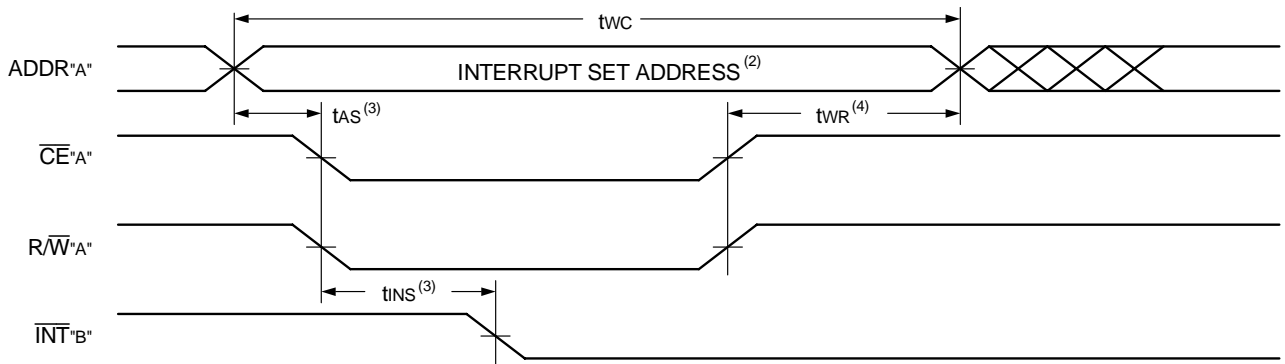 tWC
ADDR"A"
INTERRUPT SET ADDRESS(2)
tAS(3)
tWR(4)
CE"A"
R/W"A"
tINS(3)
INT"B"